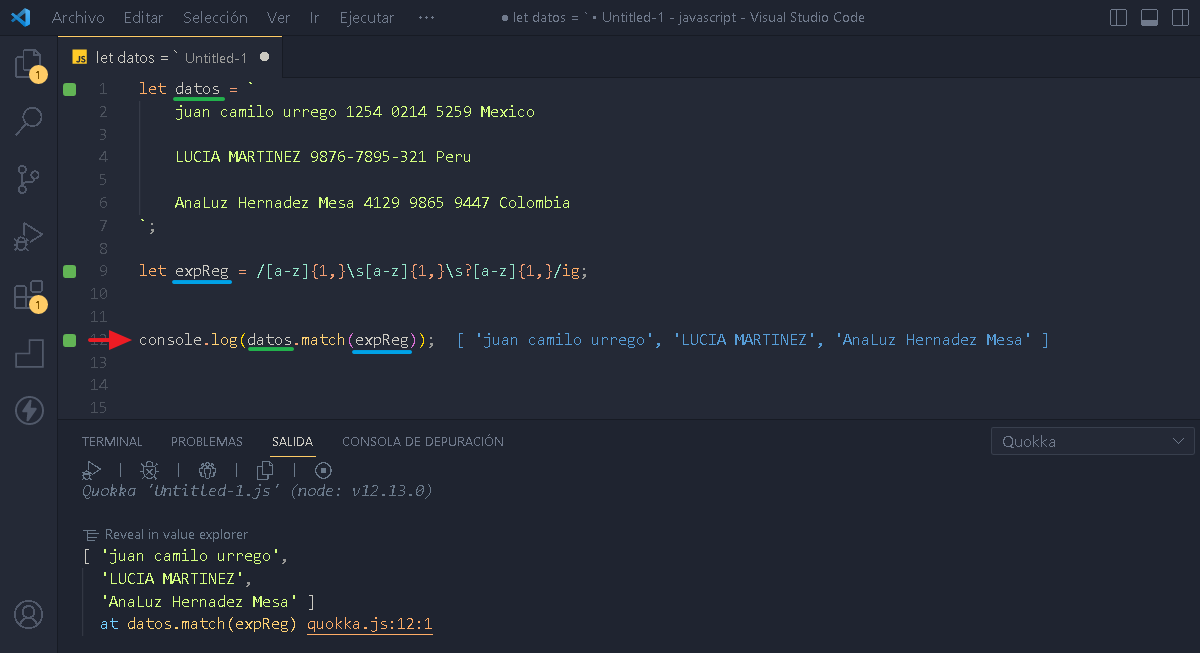 Archivo Editar Selección Ver Ir Ejecutar ··· ● let datos = ` • Untitled-1 - javascript - Visual Studio Code
JS let datos = ` Untitled-1 ●
1 let datos = `
2 juan camilo urrego 1254 0214 5259 Mexico
3
4 LUCIA MARTINEZ 9876-7895-321 Peru
5
6 AnaLuz Hernadez Mesa 4129 9865 9447 Colombia
7 `;
8
9 let expReg = /[a-z]{1,}\s[a-z]{1,}\s?[a-z]{1,}/ig;
10
11
12 console.log(datos.match(expReg)); [ 'juan camilo urrego', 'LUCIA MARTINEZ', 'AnaLuz Hernadez Mesa' ]
13
14
15
1
1
TERMINAL PROBLEMAS SALIDA CONSOLA DE DEPURACIÓN Quokka
Quokka 'Untitled-1.js' (node: v12.13.0)
Reveal in value explorer
[ 'juan camilo urrego',
'LUCIA MARTINEZ',
'AnaLuz Hernadez Mesa' ]
at datos.match(expReg) quokka.js:12:1